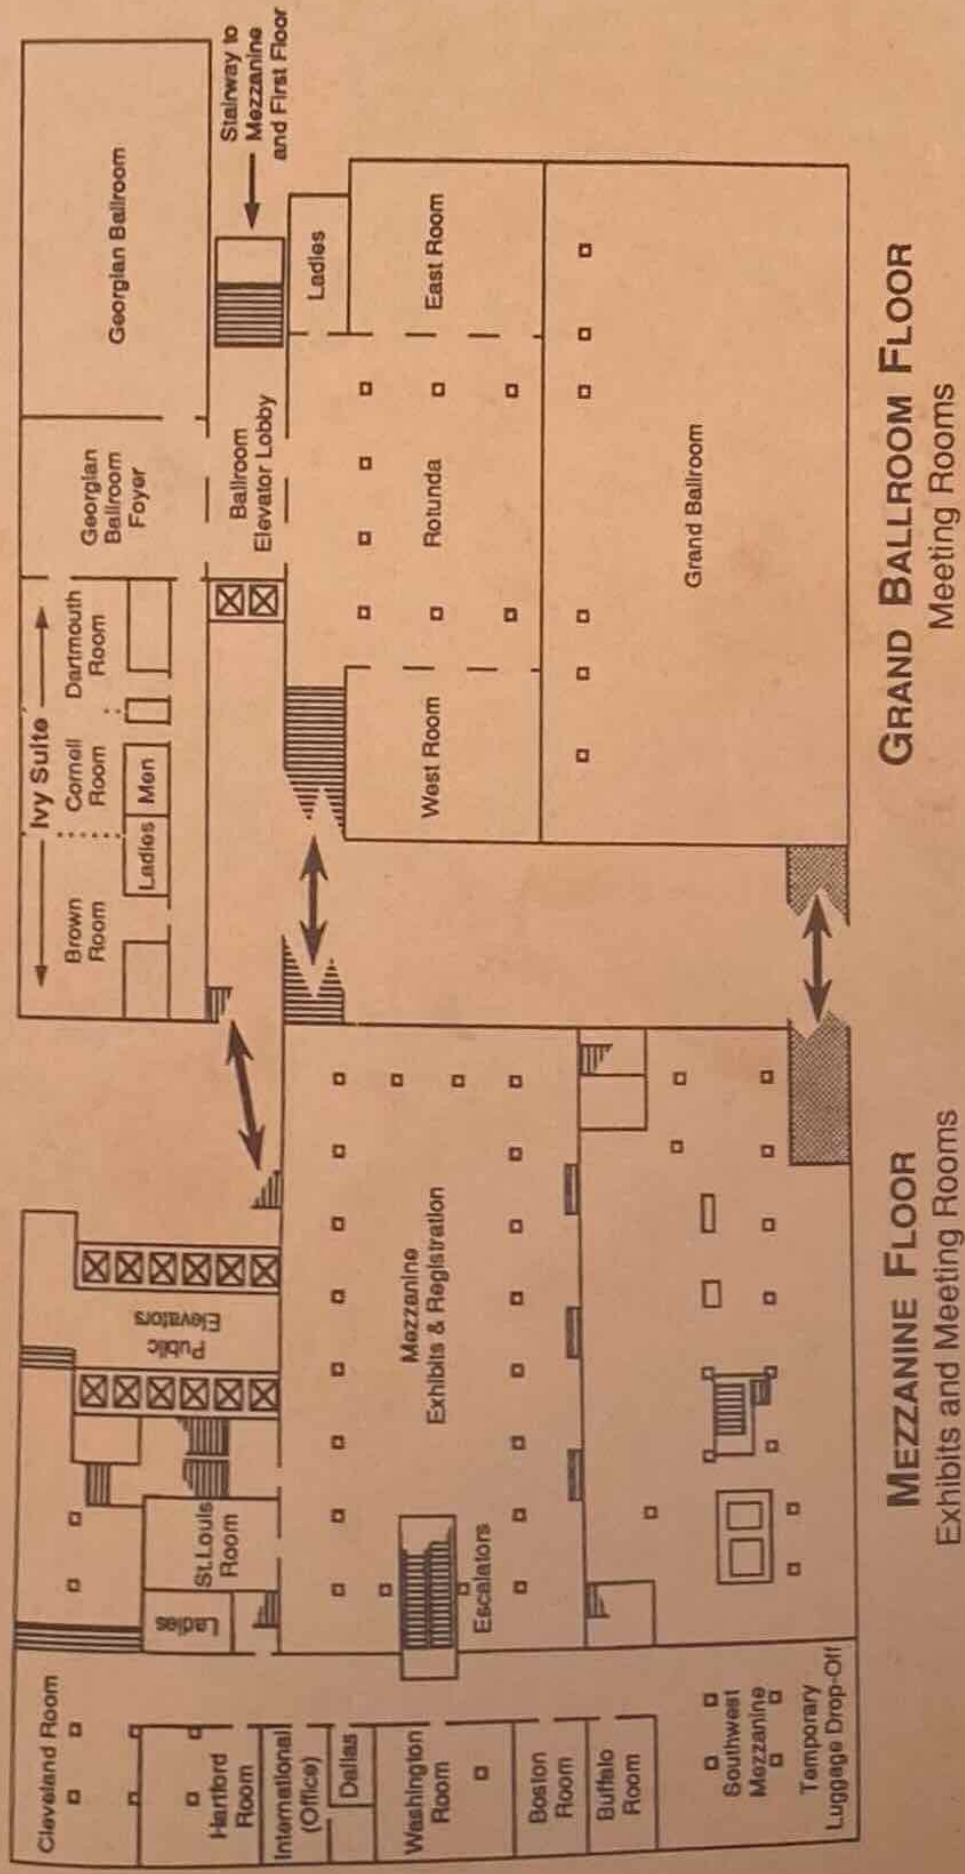 Cleveland Room
Hartford
Room
International
(Office)
Dallas
Washington
Room
Boston
Room
Buffalo
Room
Southwest
Mezzanine
Temporary
Luggage Drop-Off
Ladies
St.Louis
Room
Public
Elevators
Mezzanine
Exhibits & Registration
Escalators
MEZZANINE FLOOR
Exhibits and Meeting Rooms
Ivy Suite
Brown
Room
Cornell
Room
Dartmouth
Room
Ladies
Men
Georgian
Ballroom
Foyer
Georgian Ballroom
Ballroom
Elevator Lobby
Stairway to
Mezzanine
and First Floor
Ladies
West Room
Rotunda
East Room
Grand Ballroom
GRAND BALLROOM FLOOR
Meeting Rooms